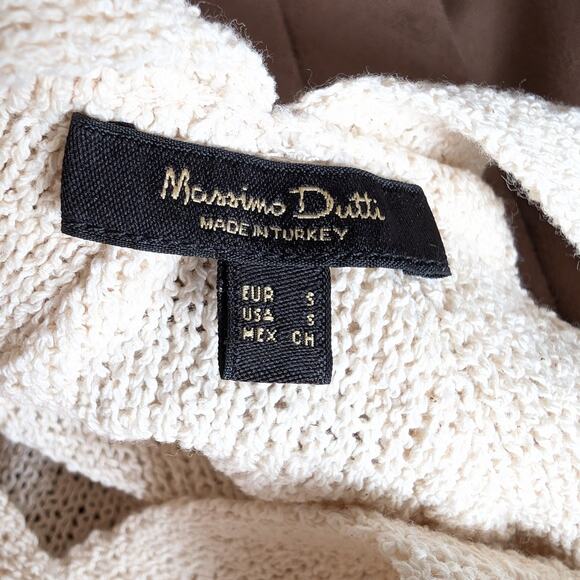 Massimo Dutti
MADE IN TURKEY
EUR S
USA S
MEX CH